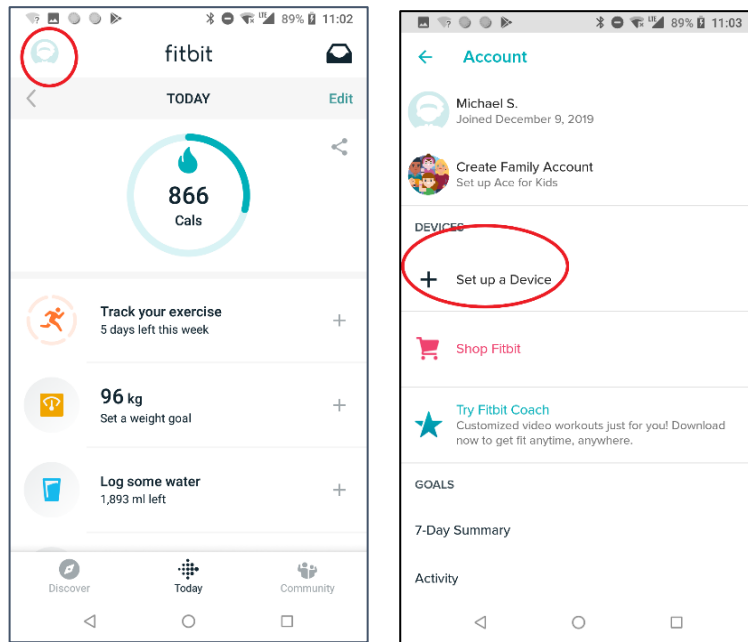 89% 11:02
fitbit
TODAY
Edit
866
Cals
Track your exercise
5 days left this week
96 kg
Set a weight goal
Log some water
1,893 ml left
Discover
Today
Community
LTE 89% 11:03
Account
Michael S.
Joined December 9, 2019
Create Family Account
Set up Ace for Kids
DEVICES
Set up a Device
Shop Fitbit
Try Fitbit Coach
Customized video workouts just for you! Download
now to get fit anytime, anywhere.
GOALS
7-Day Summary
Activity